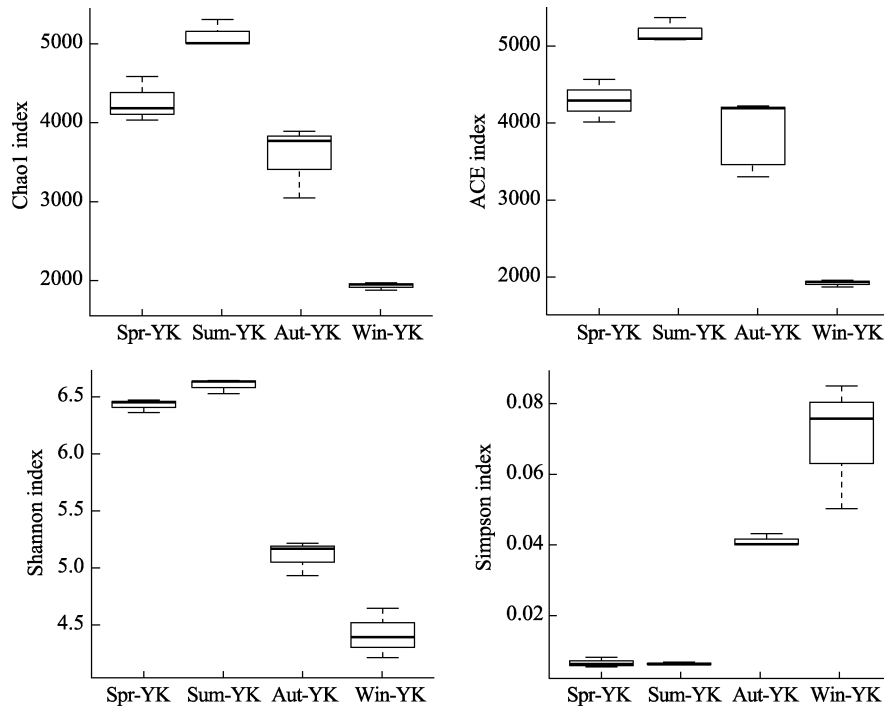 Chao1 index
5000
4000
3000
2000
Spr-YK Sum-YK Aut-YK Win-YK
ACE index
5000
4000
3000
2000
Spr-YK Sum-YK Aut-YK Win-YK
Shannon index
6.5
6.0
5.5
5.0
4.5
Spr-YK Sum-YK Aut-YK Win-YK
Simpson index
0.08
0.06
0.04
0.02
Spr-YK Sum-YK Aut-YK Win-YK